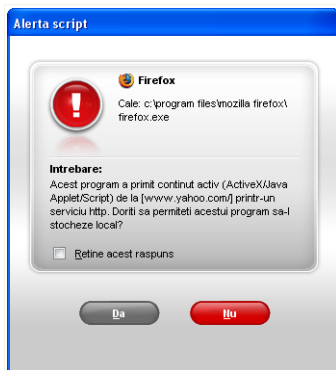 Alerta script
Firefox
Cale: c:\program files\mozilla firefox\
firefox.exe
Intrebare:
Acest program a primit continut activ (ActiveX/Java
Applet/Script) de la [www.yahoo.com/] printr-un
serviciu http. Doriti sa permiteti acestui program sa-l
stocheze local?
Retine acest raspuns
Da
Nu